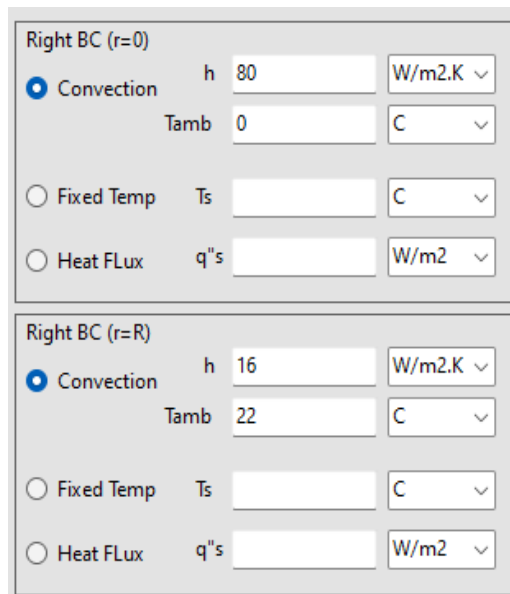 Right BC (r=0)
Convection h 80 W/m2.K
Tamb 0 C
Fixed Temp Ts C
Heat FLux q"s W/m2
Right BC (r=R)
Convection h 16 W/m2.K
Tamb 22 C
Fixed Temp Ts C
Heat FLux q"s W/m2